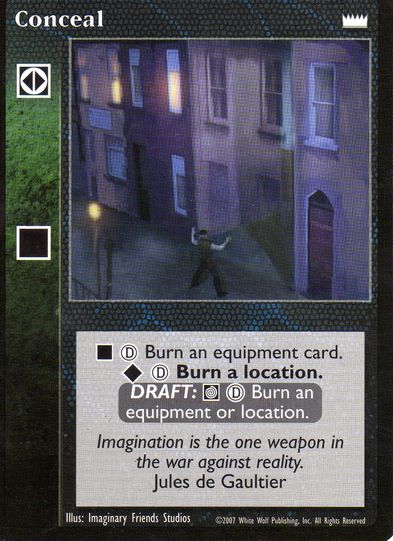 Conceal
D Burn an equipment card.
D Burn a location.
DRAFT: D Burn an
equipment or location.
Imagination is the one weapon in
the war against reality.
Jules de Gaultier
Illus: Imaginary Friends Studios
©2007 White Wolf Publishing, Inc. All Rights Reserved